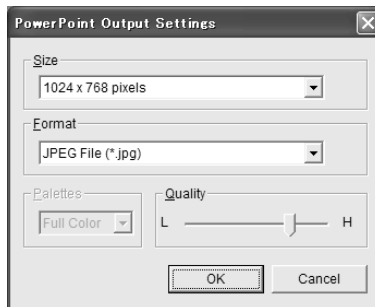 PowerPoint Output Settings
Size
1024 x 768 pixels
Format
JPEG File (*.jpg)
Palettes
Full Color
Quality
L H
OK Cancel